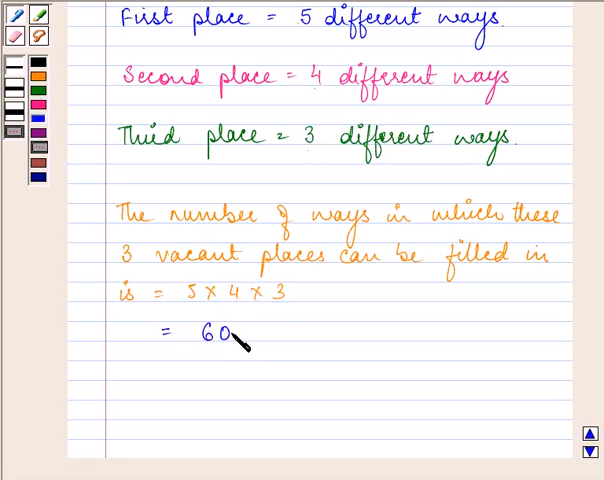 First place = 5 different ways.
Second place = 4 different ways
Third place = 3 different ways.
The number of ways in which these
3 vacant places can be filled in
is = 5 × 4 × 3
= 60